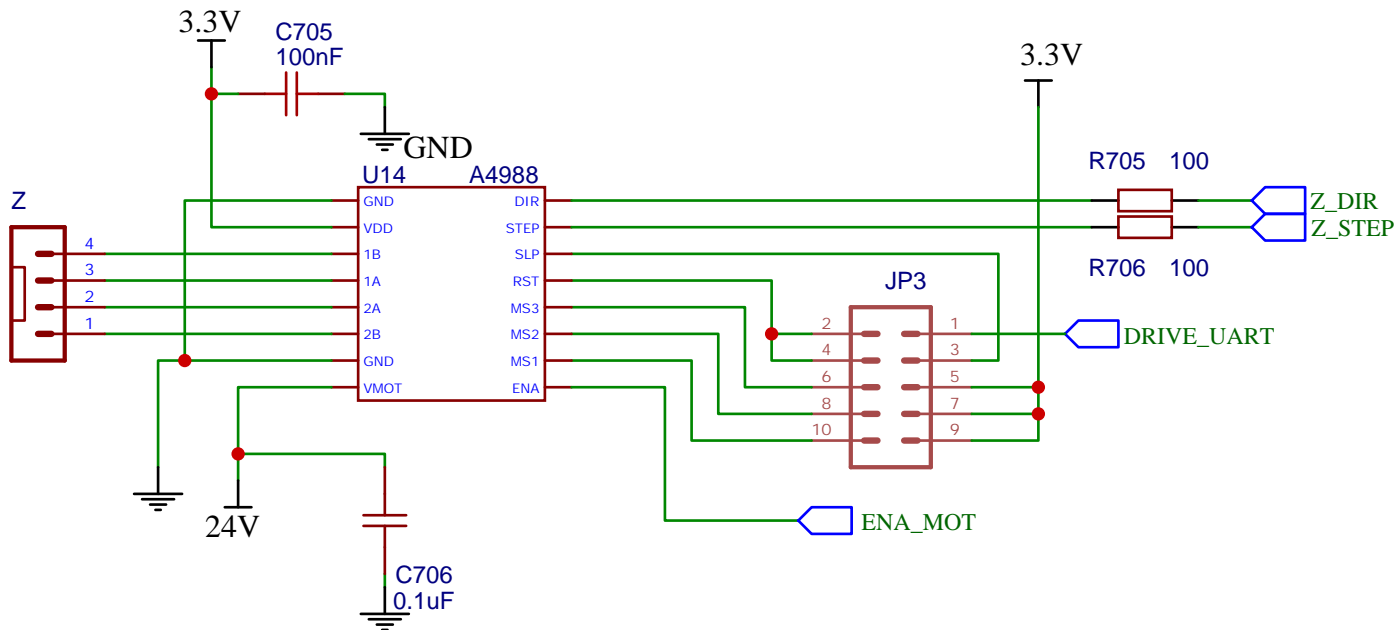 3.3V
C705
100nF
GND
3.3V
U14 A4988
R705 100
Z
GND
VDD
1B
1A
2A
2B
GND
VMOT
DIR
STEP
SLP
RST
MS3
MS2
MS1
ENA
4
3
2
1
Z_DIR
Z_STEP
R706 100
JP3
2 1
4 3
6 5
8 7
10 9
DRIVE_UART
24V
ENA_MOT
C706
0.1uF